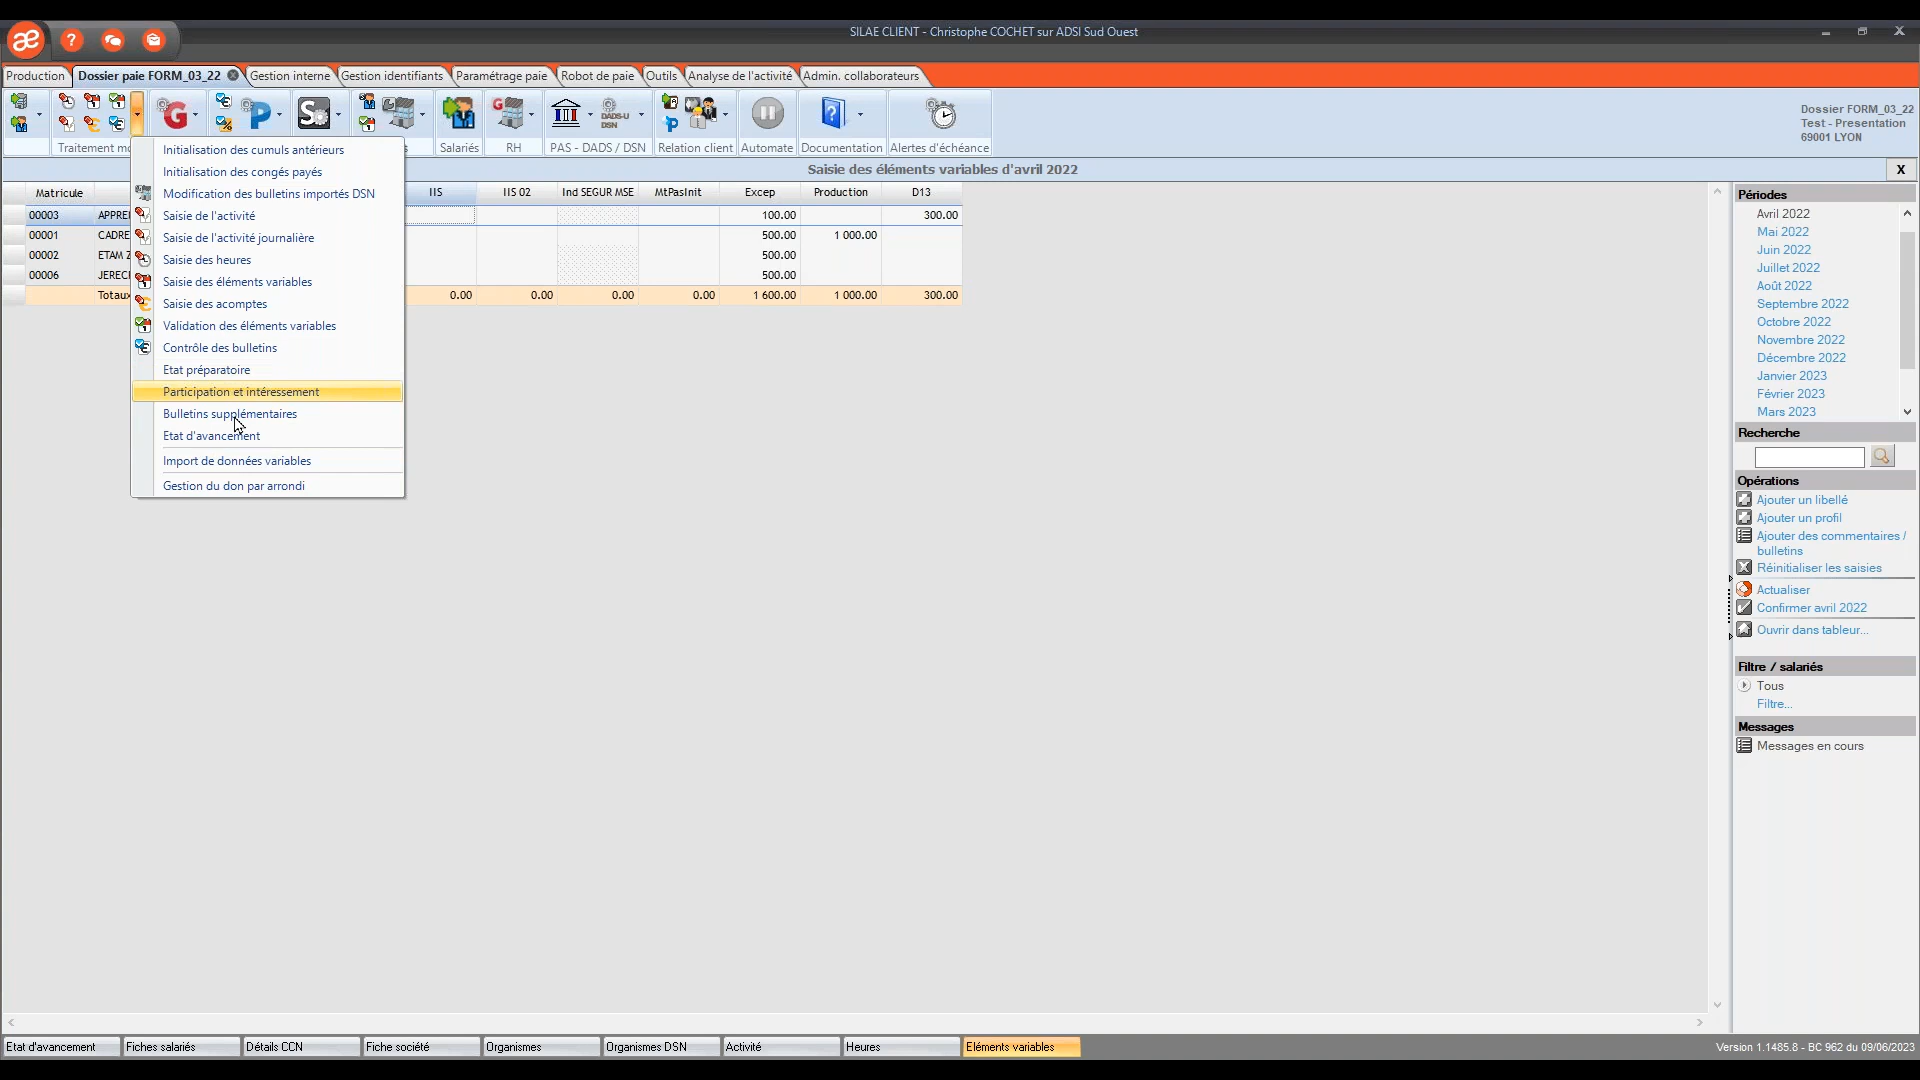 SILAE CLIENT - Christophe COCHET sur ADSI Sud Ouest
Production
Dossier paie FORM_03_22
Gestion interne
Gestion identifiants
Paramétrage paie
Robot de paie
Outils
Analyse de l'activité
Admin. collaborateurs
Traitement mo
Salariés
RH
PAS - DADS / DSN
Relation client
Automate
Documentation
Alertes d'échéance
Dossier FORM_03_22
Test - Presentation
69001 LYON
Saisie des éléments variables d'avril 2022
X
Matricule
IIS
IIS 02
Ind SEGUR MSE
MtPasInit
Excep
Production
D13
00003 APPRE 100.00 300.00
00001 CADRE 500.00 1 000.00
00002 ETAM Z 500.00
00006 JEREC 500.00
Totaux 0.00 0.00 0.00 0.00 1 600.00 1 000.00 300.00
Initialisation des cumuls antérieurs
Initialisation des congés payés
Modification des bulletins importés DSN
Saisie de l'activité
Saisie de l'activité journalière
Saisie des heures
Saisie des éléments variables
Saisie des acomptes
Validation des éléments variables
Contrôle des bulletins
Etat préparatoire
Participation et intéressement
Bulletins supplémentaires
Etat d'avancement
Import de données variables
Gestion du don par arrondi
Périodes
Avril 2022
Mai 2022
Juin 2022
Juillet 2022
Août 2022
Septembre 2022
Octobre 2022
Novembre 2022
Décembre 2022
Janvier 2023
Février 2023
Mars 2023
Recherche
Opérations
Ajouter un libellé
Ajouter un profil
Ajouter des commentaires /
bulletins
Réinitialiser les saisies
Actualiser
Confirmer avril 2022
Ouvrir dans tableur...
Filtre / salariés
Tous
Filtre...
Messages
Messages en cours
Etat d'avancement
Fiches salariés
Détails CCN
Fiche société
Organismes
Organismes DSN
Activité
Heures
Eléments variables
Version 1.1485.8 - BC 962 du 09/06/2023